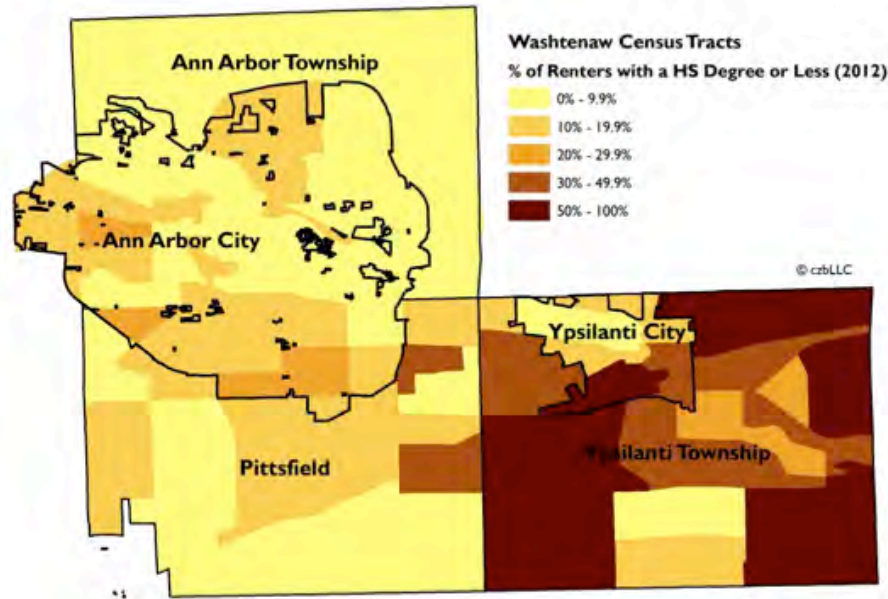 Ann Arbor Township
Washtenaw Census Tracts
% of Renters with a HS Degree or Less (2012)
0% - 9.9%
10% - 19.9%
20% - 29.9%
30% - 49.9%
50% - 100%
Ann Arbor City
© czbLLC
Ypsilanti City
Pittsfield
Ypsilanti Township